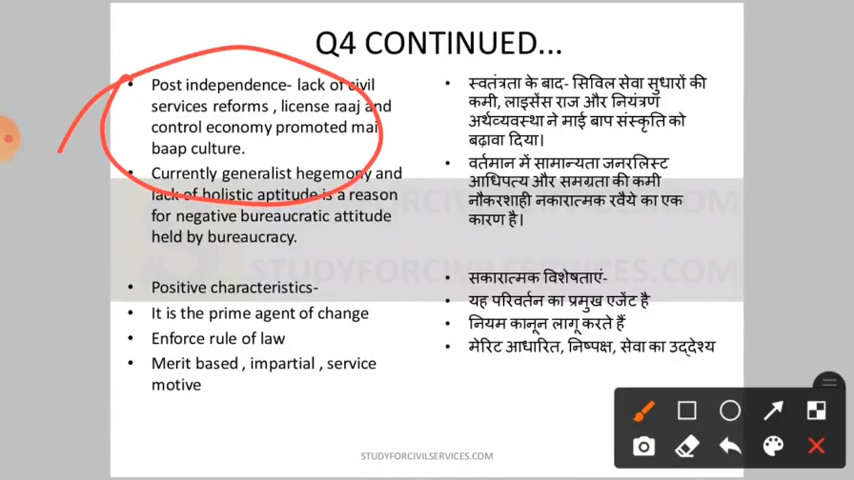 Q4 CONTINUED...
• Post independence- lack of civil
services reforms , license raaj and
control economy promoted mai
baap culture.
• Currently generalist hegemony and
lack of holistic aptitude is a reason
for negative bureaucratic attitude
held by bureaucracy.
• Positive characteristics-
• It is the prime agent of change
• Enforce rule of law
• Merit based , impartial , service
motive
• स्वतंत्रता के बाद- सिविल सेवा सुधारों की
कमी, लाइसेंस राज और नियंत्रण
अर्थव्यवस्था ने माई बाप संस्कृति को
बढ़ावा दिया।
• वर्तमान में सामान्यता जनरलिस्ट
आधिपत्य और समग्रता की कमी
नौकरशाही नकारात्मक रवैये का एक
कारण है।
• सकारात्मक विशेषताएं-
• यह परिवर्तन का प्रमुख एजेंट है
• नियम कानून लागू करते हैं
• मेरिट आधारित, निष्पक्ष, सेवा का उद्देश्य
STUDYFORCIVILSERVICES.COM
STUDYFORCIVILSERVICES.COM